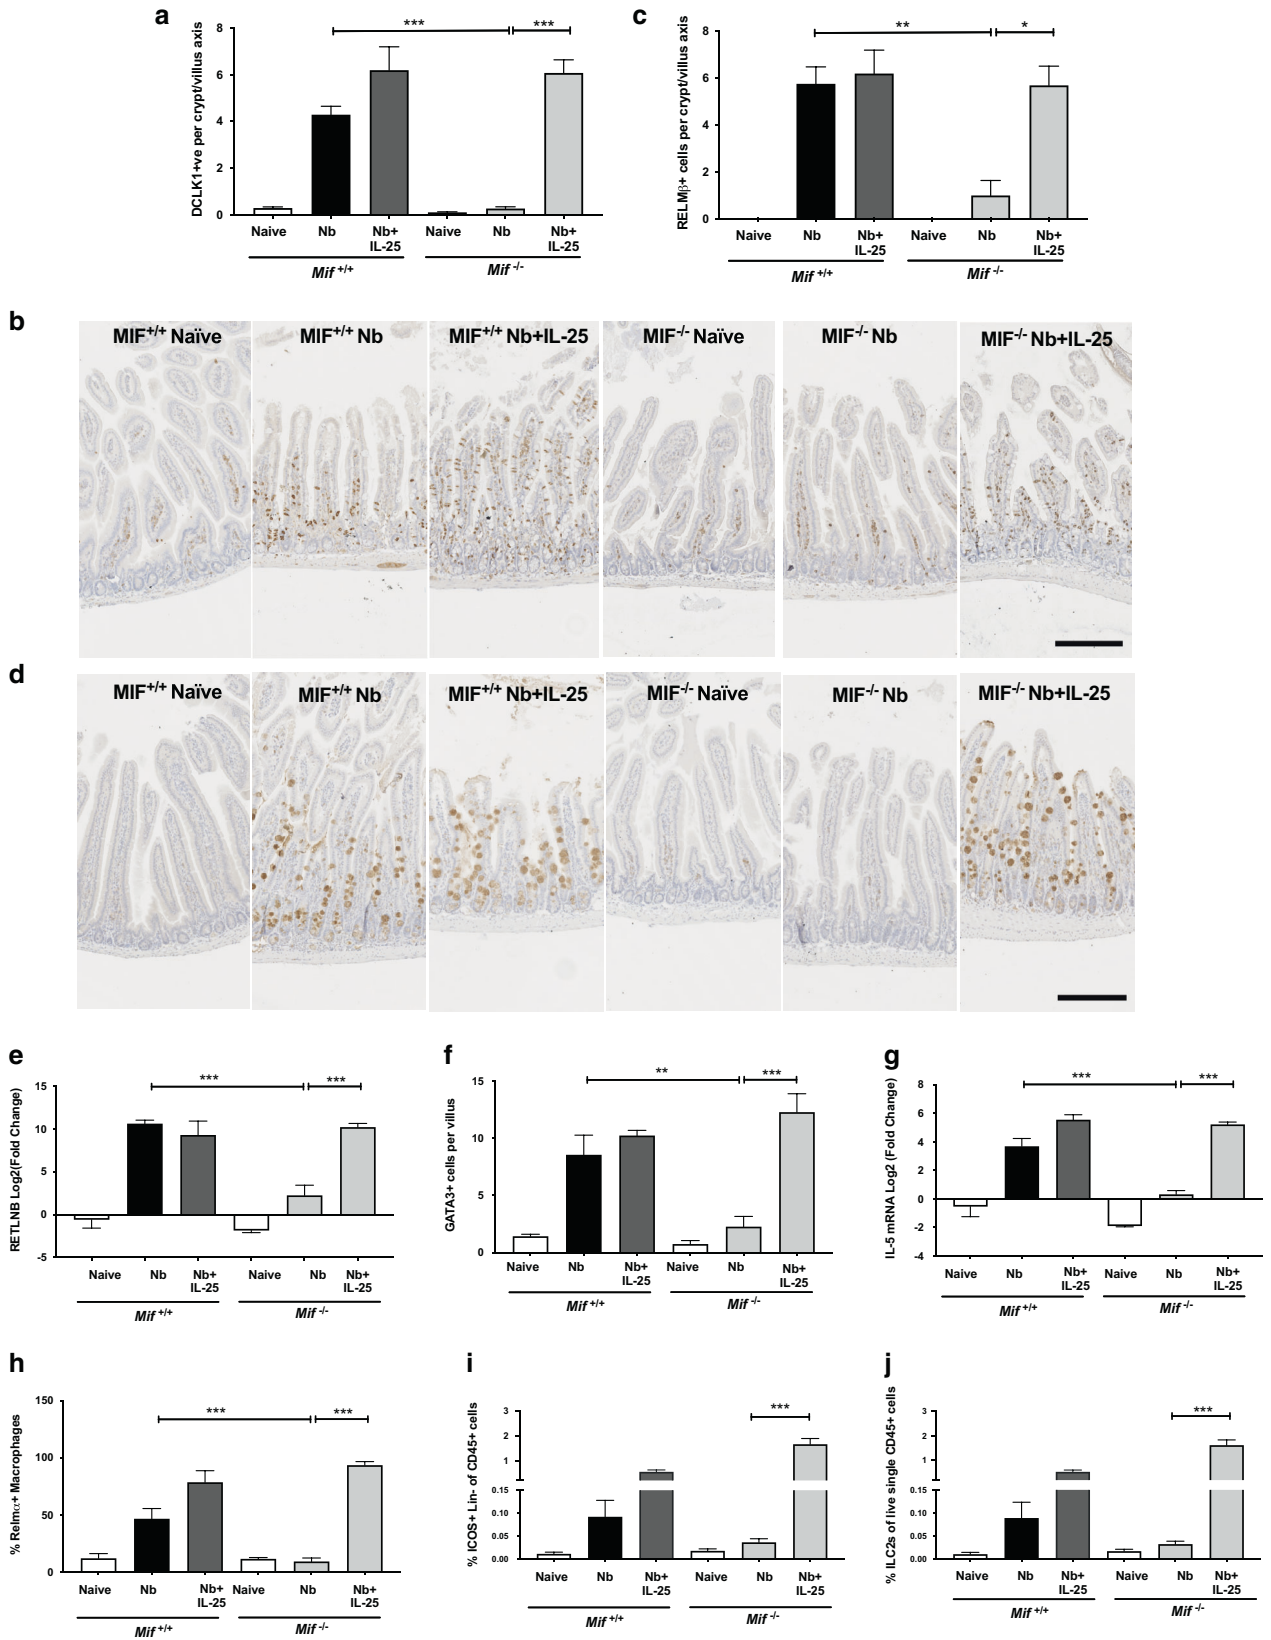 a
DCLK1+ve per crypt/villus axis
8
6
4
2
0
***
***
Naive
Nb
Nb+
IL-25
Naive
Nb
Nb+
IL-25
Mif +/+
Mif -/-
c
RELMβ+ cells per crypt/villus axis
8
6
4
2
0
**
*
Naive
Nb
Nb+
IL-25
Naive
Nb
Nb+
IL-25
Mif +/+
Mif -/-
b
MIF+/+ Naïve
MIF+/+ Nb
MIF+/+ Nb+IL-25
MIF-/- Naïve
MIF-/- Nb
MIF-/- Nb+IL-25
d
MIF+/+ Naïve
MIF+/+ Nb
MIF+/+ Nb+IL-25
MIF-/- Naïve
MIF-/- Nb
MIF-/- Nb+IL-25
e
RETLNB Log2(Fold Change)
15
10
5
0
-5
***
***
Naive
Nb
Nb+
IL-25
Naive
Nb
Nb+
IL-25
Mif +/+
Mif -/-
f
GATA3+ cells per villus
15
10
5
0
**
***
Naive
Nb
Nb+
IL-25
Naive
Nb
Nb+
IL-25
Mif +/+
Mif -/-
g
IL-5 mRNA Log2 (Fold Change)
8
6
4
2
0
-2
-4
***
***
Naive
Nb
Nb+
IL-25
Naive
Nb
Nb+
IL-25
Mif +/+
Mif -/-
h
% Relmα+ Macrophages
150
100
50
0
***
***
Naive
Nb
Nb+
IL-25
Naive
Nb
Nb+
IL-25
Mif +/+
Mif -/-
i
% ICOS+ Lin- of CD45+ cells
3
2
1
0.15
0.10
0.05
0.00
***
Naive
Nb
Nb+
IL-25
Naive
Nb
Nb+
IL-25
Mif +/+
Mif -/-
j
% ILC2s of live single CD45+ cells
3
2
1
0.15
0.10
0.05
0.00
***
Naive
Nb
Nb+
IL-25
Naive
Nb
Nb+
IL-25
Mif +/+
Mif -/-